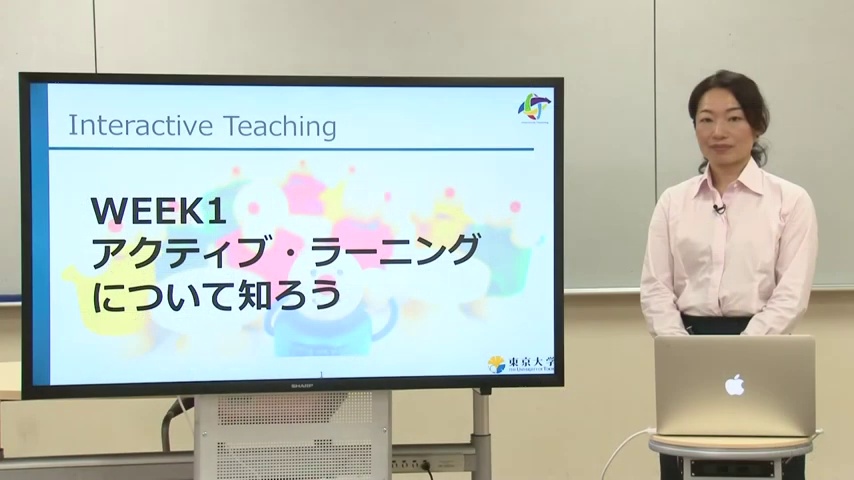 Interactive Teaching
WEEK1
アクティブ・ラーニング
について知ろう
東京大学
SHARP